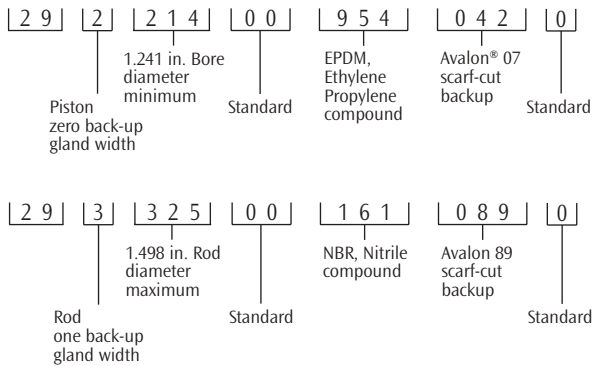 29 2 214 00 954 042 0
1.241 in. Bore
diameter
minimum
EPDM,
Ethylene
Propylene
compound
Avalon® 07
scarf-cut
backup
Piston
zero back-up
gland width
Standard
Standard
29 3 325 00 161 089 0
1.498 in. Rod
diameter
maximum
NBR, Nitrile
compound
Avalon 89
scarf-cut
backup
Rod
one back-up
gland width
Standard
Standard